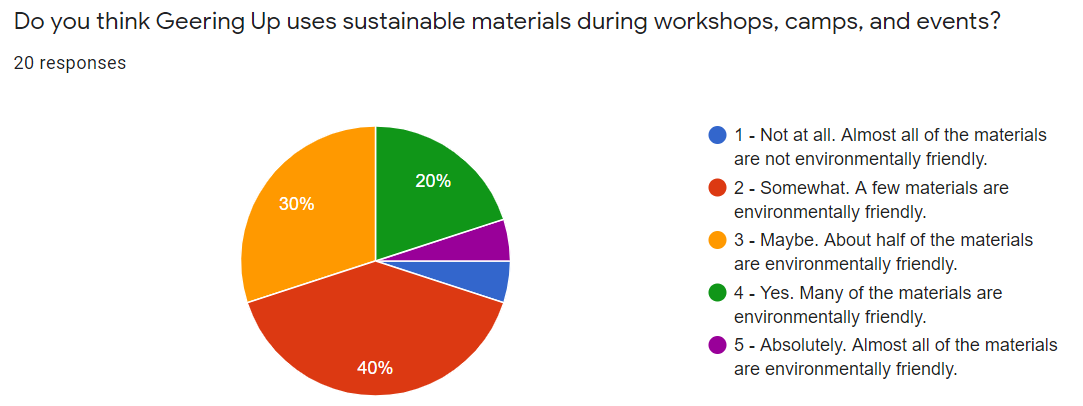 Do you think Geering Up uses sustainable materials during workshops, camps, and events?
20 responses
20%
30%
40%
1 - Not at all. Almost all of the materials
are not environmentally friendly.
2 - Somewhat. A few materials are
environmentally friendly.
3 - Maybe. About half of the materials
are environmentally friendly.
4 - Yes. Many of the materials are
environmentally friendly.
5 - Absolutely. Almost all of the materials
are environmentally friendly.